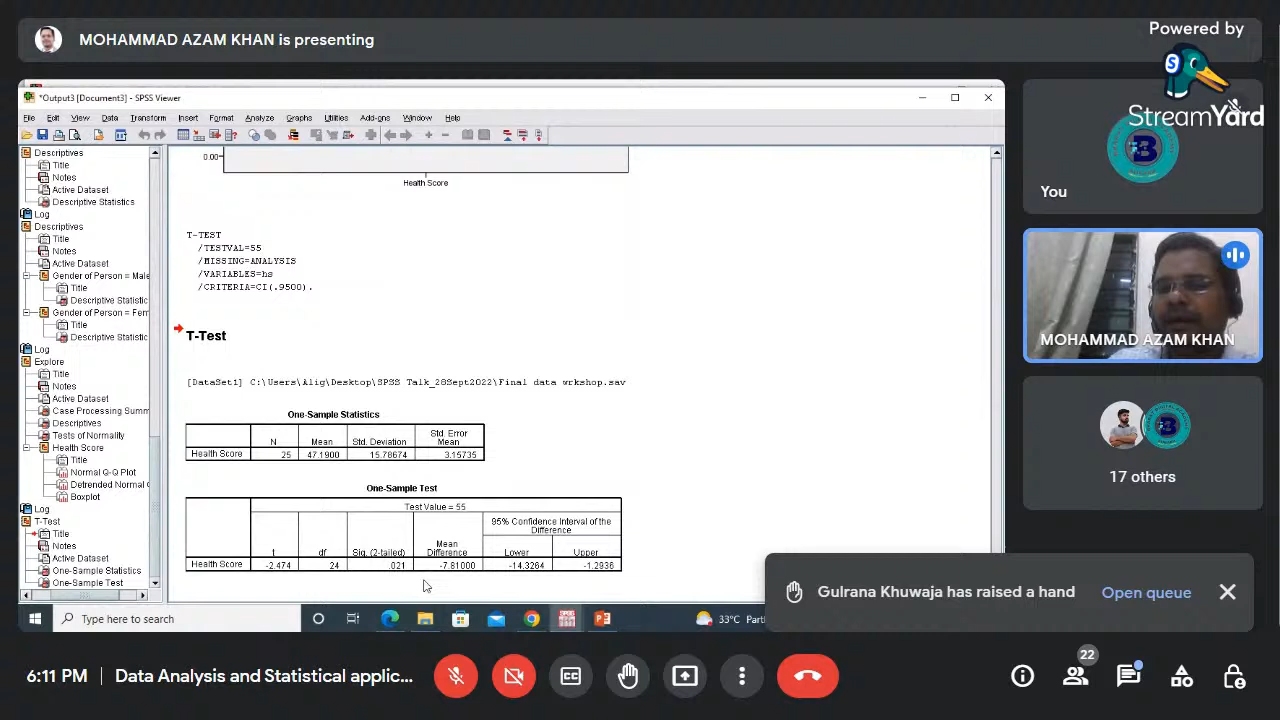 MOHAMMAD AZAM KHAN is presenting
Powered by
StreamYard
*Output3 [Document3] - SPSS Viewer
File Edit View Data Transform Insert Format Analyze Graphs Utilities Add-ons Window Help
Descriptives
Title
Notes
Active Dataset
Descriptive Statistics
Log
Descriptives
Title
Notes
Active Dataset
Gender of Person = Male
Title
Descriptive Statistic
Gender of Person = Fem
Title
Descriptive Statistic
Log
Explore
Title
Notes
Active Dataset
Case Processing Summ
Descriptives
Tests of Normality
Health Score
Title
Normal Q-Q Plot
Detrended Normal
Boxplot
Log
T-Test
Title
Notes
Active Dataset
One-Sample Statistics
One-Sample Test
0.00
Health Score
T-TEST
/TESTVAL=55
/MISSING=ANALYSIS
/VARIABLES=hs
/CRITERIA=CI(.9500).
T-Test
[DataSet1] C:\Users\Alig\Desktop\SPSS Talk_28Sept2022\Final data wrkshop.sav
One-Sample Statistics
N Mean Std. Deviation Std. Error Mean
Health Score 25 47.1900 15.78674 3.15735
One-Sample Test
Test Value = 55
95% Confidence Interval of the Difference
t df Sig. (2-tailed) Mean Difference Lower Upper
Health Score -2.474 24 .021 -7.81000 -14.3264 -1.2936
You
MOHAMMAD AZAM KHAN
17 others
Gulrana Khuwaja has raised a hand Open queue
Type here to search
33°C Part
6:11 PM Data Analysis and Statistical applic...
22